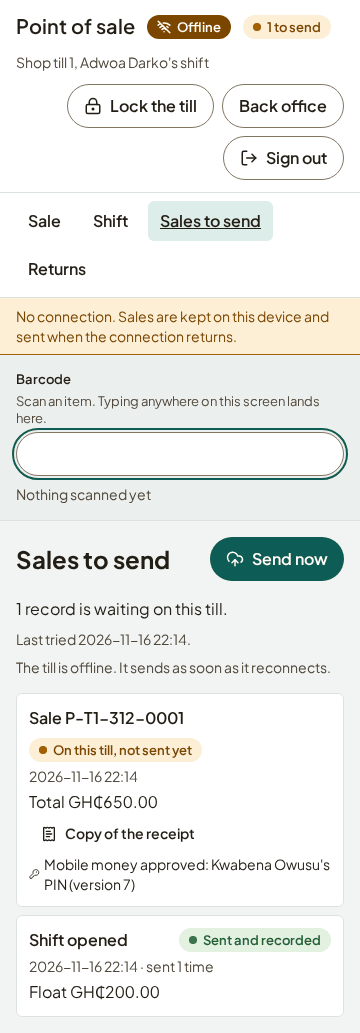 Point of sale
Offline
1 to send
Shop till 1, Adwoa Darko's shift
Lock the till
Back office
Sign out
Sale
Shift
Sales to send
Returns
No connection. Sales are kept on this device and
sent when the connection returns.
Barcode
Scan an item. Typing anywhere on this screen lands
here.
Nothing scanned yet
Sales to send
Send now
1 record is waiting on this till.
Last tried 2026-11-16 22:14.
The till is offline. It sends as soon as it reconnects.
Sale P-T1-312-0001
On this till, not sent yet
2026-11-16 22:14
Total GH₵650.00
Copy of the receipt
Mobile money approved: Kwabena Owusu's
PIN (version 7)
Shift opened
Sent and recorded
2026-11-16 22:14 · sent 1 time
Float GH₵200.00